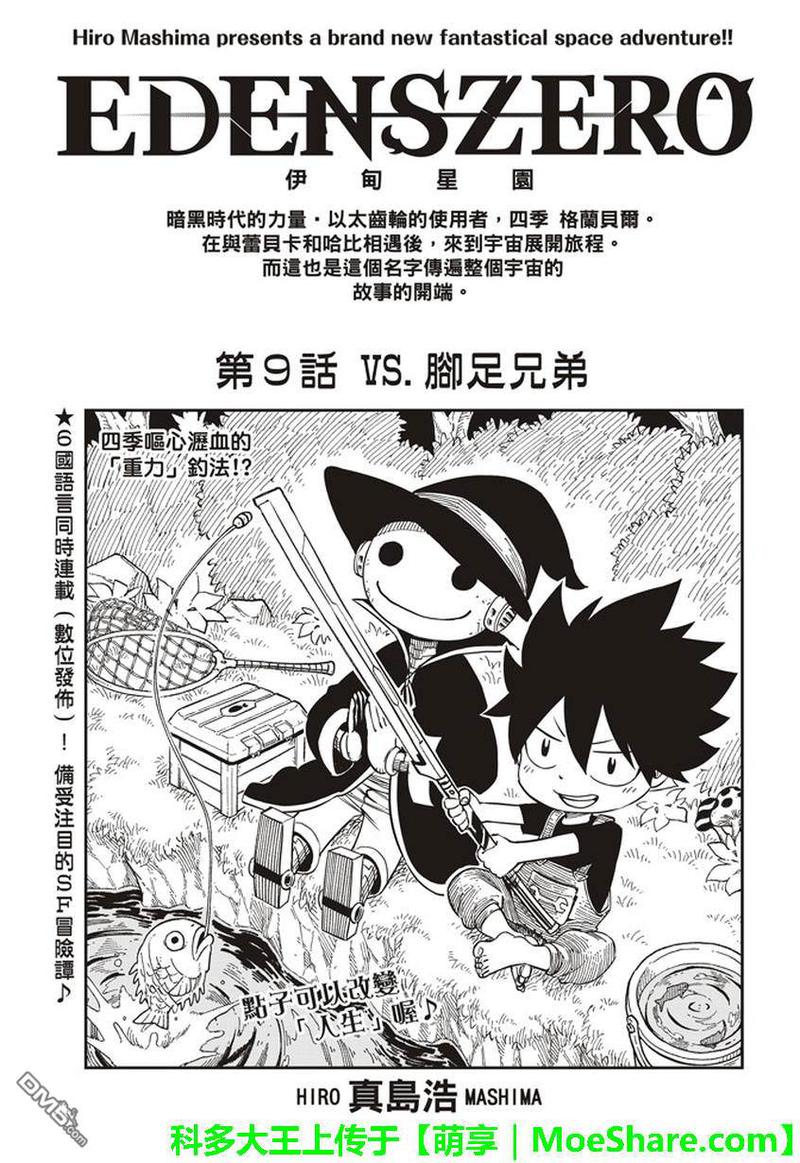 Hiro Mashima presents a brand new fantastical space adventure!!
EDENSZERO
伊甸星園
暗黑時代的力量・以太齒輪的使用者，四季 格蘭貝爾。
在與蕾貝卡和哈比相遇後，來到宇宙展開旅程。
而這也是這個名字傳遍整個宇宙的
故事的開端。
第9話 VS.腳足兄弟
★6國語言同時連載（數位發佈）！ 備受注目的SF冒險譚♪
四季嘔心瀝血的
「重力」釣法!?
點子可以改變
「人生」喔♪
HIRO 真島浩 MASHIMA
DM5.com
科多大王上传于【萌享｜MoeShare.com】